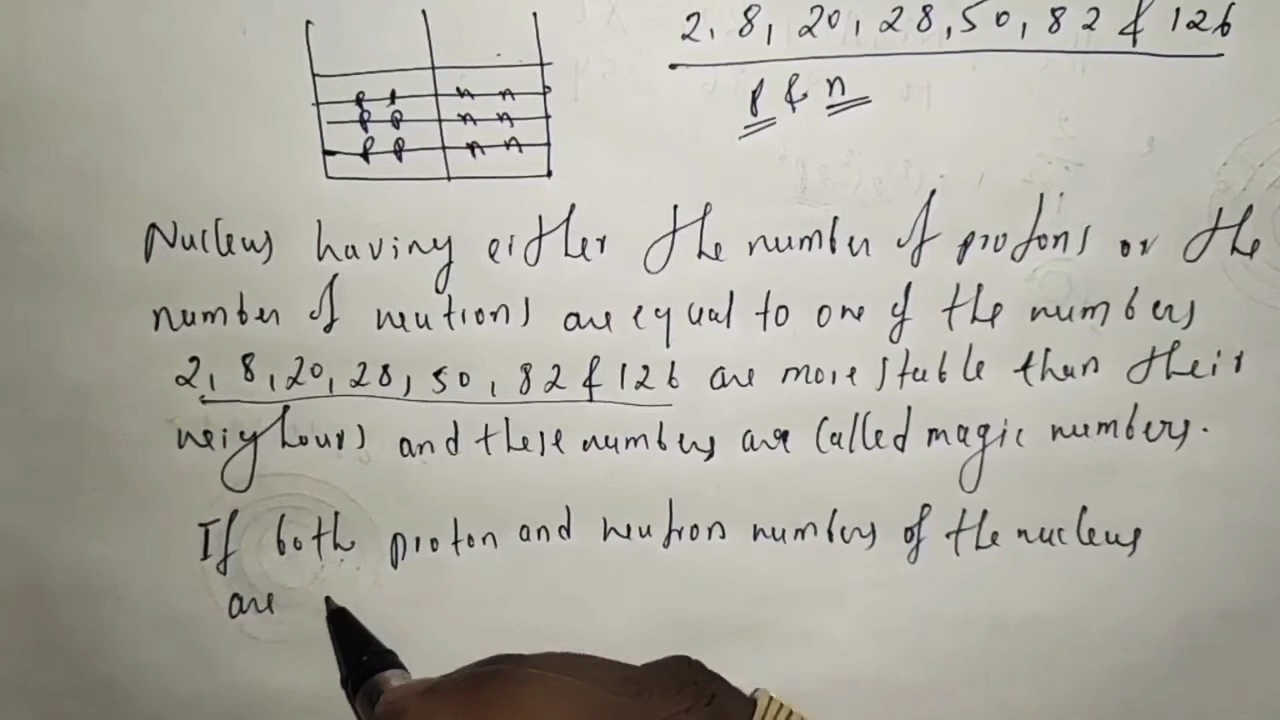 2, 8, 20, 28, 50, 82 & 126
p & n
p p n n
p p n n
p p n n
Nucleus having either the number of protons or the
number of neutrons are equal to one of the numbers
2, 8, 20, 28, 50, 82 & 126 are more stable than their
neighours and these numbers are called magic numbers.
If both proton and neutron numbers of the nucleus
are